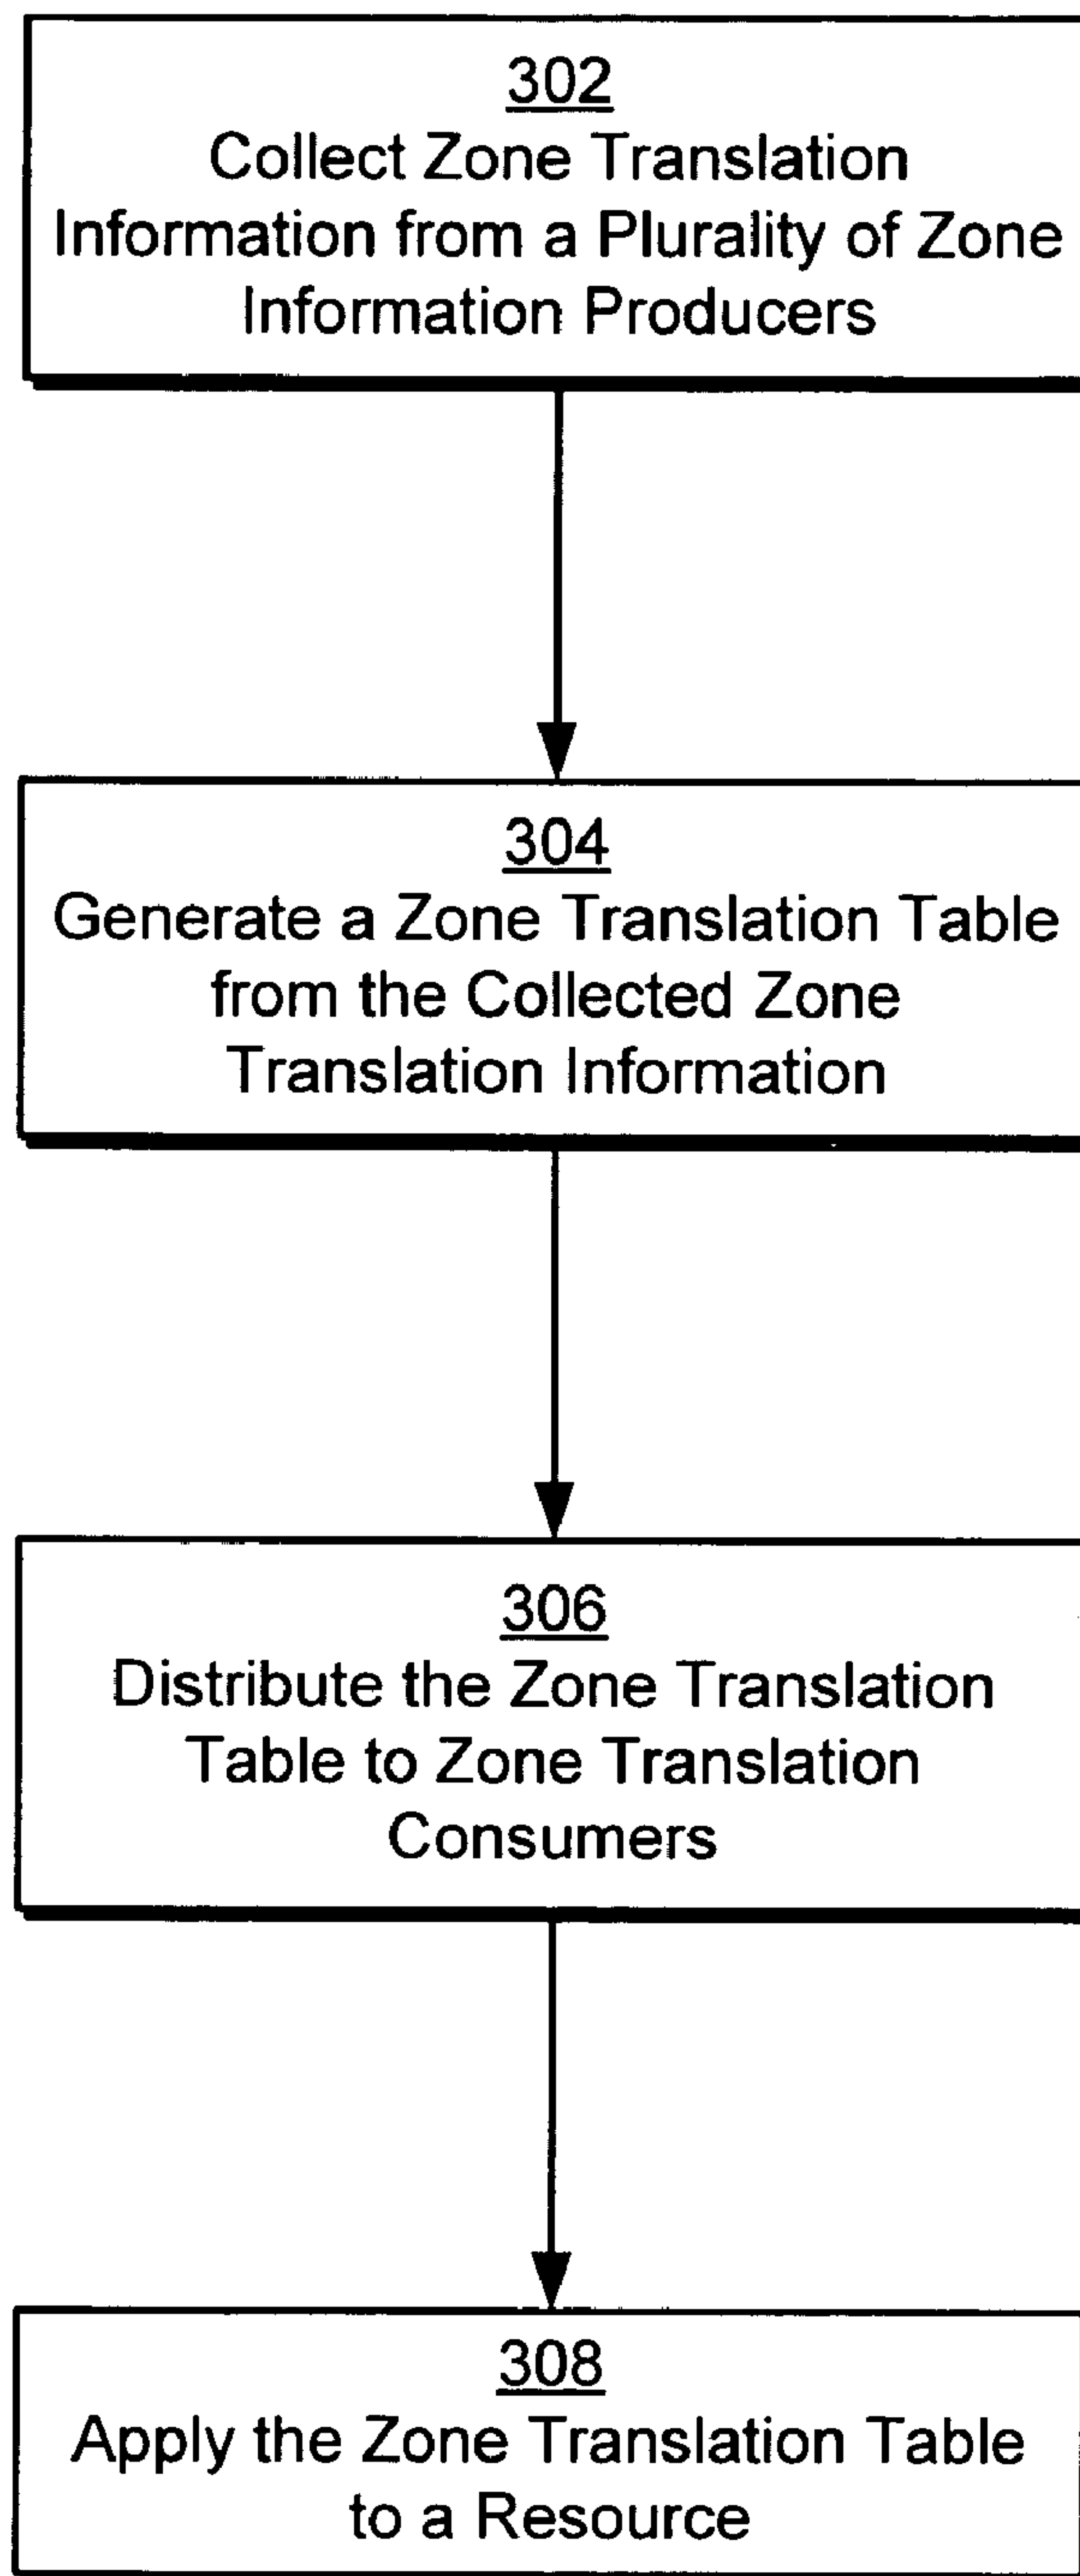 302
Collect Zone Translation
Information from a Plurality of Zone
Information Producers
304
Generate a Zone Translation Table
from the Collected Zone
Translation Information
306
Distribute the Zone Translation
Table to Zone Translation
Consumers
308
Apply the Zone Translation Table
to a Resource